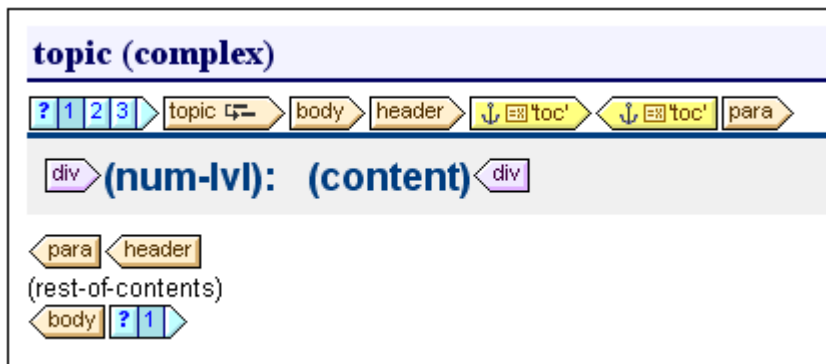 topic (complex)
? 1 2 3 topic body header 'toc' 'toc' para
div (num-lvl): (content) div
para header
(rest-of-contents)
body ? 1